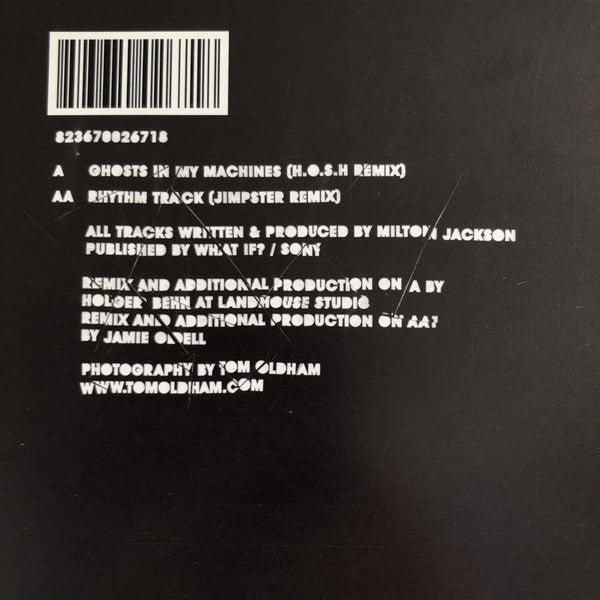 823670026718
A GHOSTS IN MY MACHINES (H.O.S.H REMIX)
AA RHYTHM TRACK (JIMPSTER REMIX)
ALL TRACKS WRITTEN & PRODUCED BY MILTON JACKSON
PUBLISHED BY WHAT IF? / SONY
REMIX AND ADDITIONAL PRODUCTION ON A BY
HOLGER BEHN AT LANDHOUSE STUDIO
REMIX AND ADDITIONAL PRODUCTION ON AA
BY JAMIE ODELL
PHOTOGRAPHY BY TOM OLDHAM
WWW.TOMOLDHAM.COM